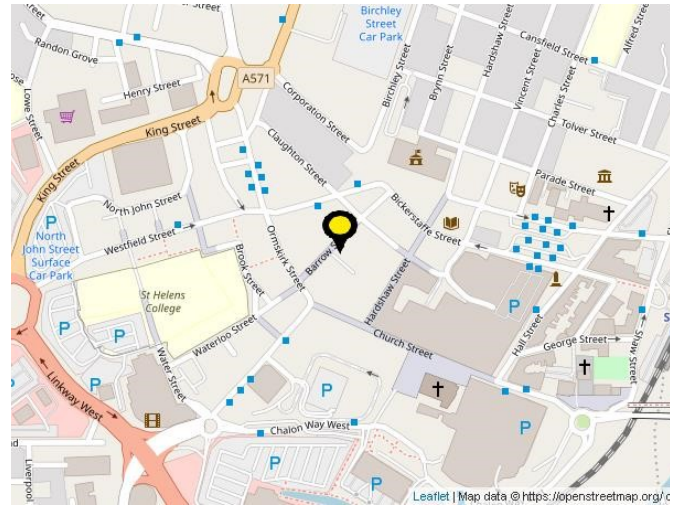 Birchley
Street
Car Park
Cansfield Street
Alfred Street
Randon Grove
Lowe Street
Henry Street
A571
King Street
Corporation Street
Birchley Street
Brynn Street
Hardshaw Street
Vincent Street
Charles Street
Tolver Street
Claughton Street
King Street
Parade Street
North John Street
P
North
John Street
Surface
Car Park
Westfield Street
Bickerstaffe Street
Ormskirk Street
Barrow
Brook Street
Hardshaw Street
St Helens
College
P
Hall Street
P
P
Waterloo Street
George Street
Shaw Street
Church Street
Water Street
Linkway West
P
P
P
P
Chalon Way West
P
P
Liverpool
Leaflet | Map data © https://openstreetmap.org/